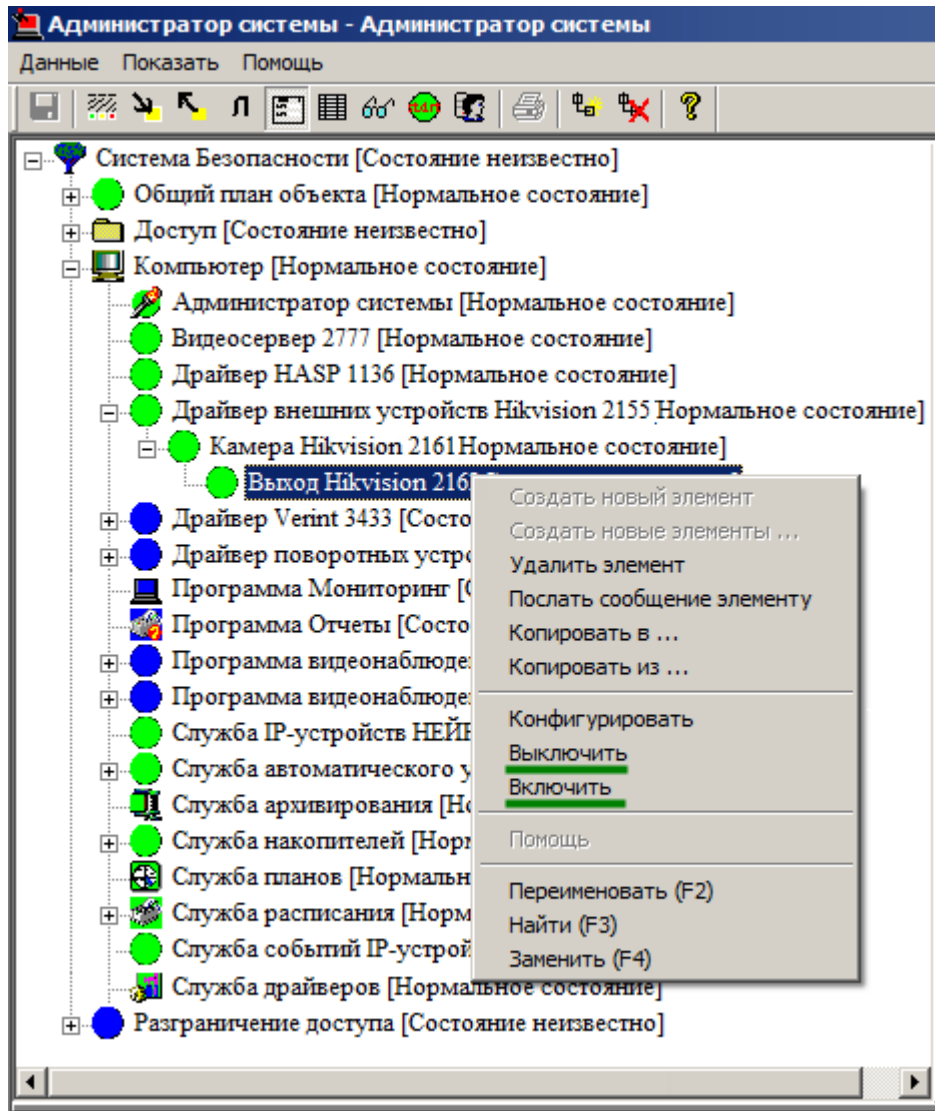 Администратор системы - Администратор системы
Данные Показать Помощь
Л
Система Безопасности [Состояние неизвестно]
Общий план объекта [Нормальное состояние]
Доступ [Состояние неизвестно]
Компьютер [Нормальное состояние]
Администратор системы [Нормальное состояние]
Видеосервер 2777 [Нормальное состояние]
Драйвер HASP 1136 [Нормальное состояние]
Драйвер внешних устройств Hikvision 2155 Нормальное состояние]
Камера Hikvision 2161Нормальное состояние]
Выход Hikvision 216
Драйвер Verint 3433 [Состо
Драйвер поворотных устро
Программа Мониторинг [
Программа Отчеты [Состо
Программа видеонаблюде
Программа видеонаблюде
Служба IP-устройств НЕЙ
Служба автоматического у
Служба архивирования [Но
Служба накопителей [Нор
Служба планов [Нормальн
Служба расписания [Норм
Служба событий IP-устрой
Служба драйверов [Нормальное состояние]
Разграничение доступа [Состояние неизвестно]
Создать новый элемент
Создать новые элементы ...
Удалить элемент
Послать сообщение элементу
Копировать в ...
Копировать из ...
Конфигурировать
Выключить
Включить
Помощь
Переименовать (F2)
Найти (F3)
Заменить (F4)